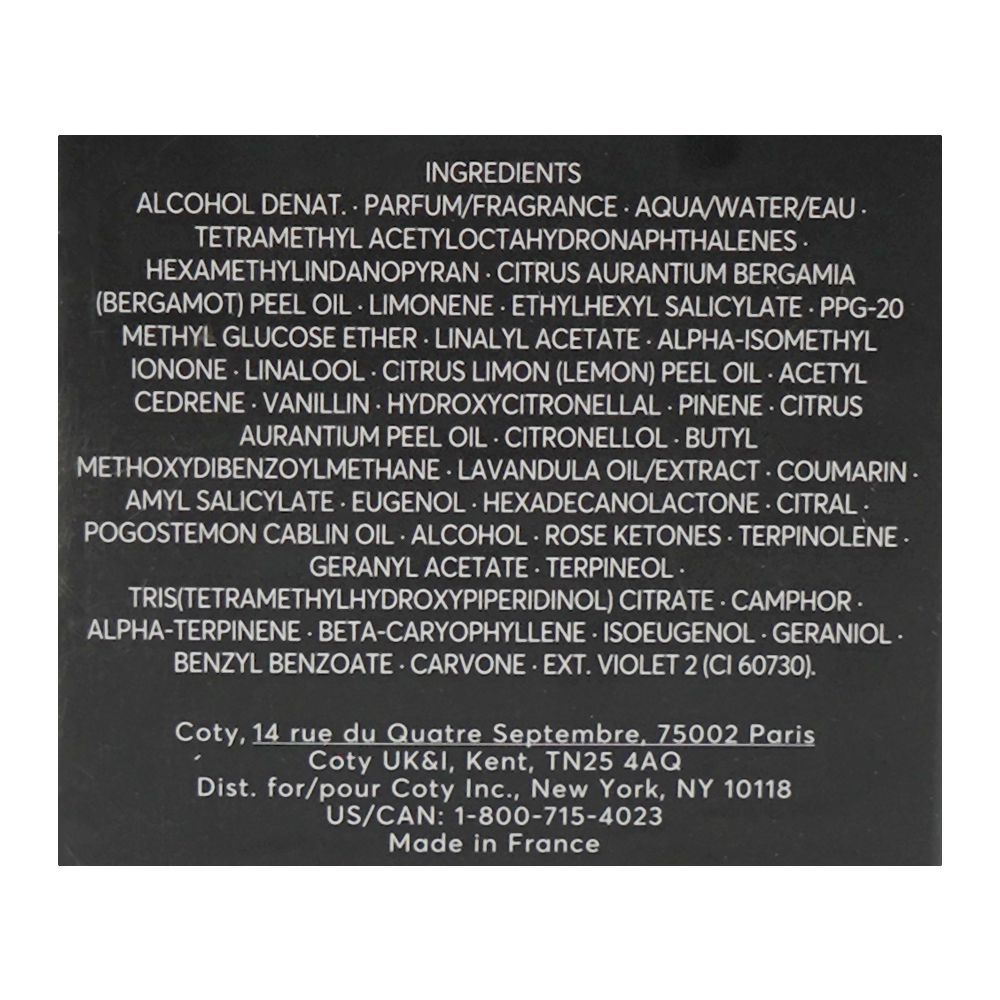 INGREDIENTS
ALCOHOL DENAT. · PARFUM/FRAGRANCE · AQUA/WATER/EAU ·
TETRAMETHYL ACETYLOCTAHYDRONAPHTHALENES ·
HEXAMETHYLINDANOPYRAN · CITRUS AURANTIUM BERGAMIA
(BERGAMOT) PEEL OIL · LIMONENE · ETHYLHEXYL SALICYLATE · PPG-20
METHYL GLUCOSE ETHER · LINALYL ACETATE · ALPHA-ISOMETHYL
IONONE · LINALOOL · CITRUS LIMON (LEMON) PEEL OIL · ACETYL
CEDRENE · VANILLIN · HYDROXYCITRONELLAL · PINENE · CITRUS
AURANTIUM PEEL OIL · CITRONELLOL · BUTYL
METHOXYDIBENZOYLMETHANE · LAVANDULA OIL/EXTRACT · COUMARIN ·
AMYL SALICYLATE · EUGENOL · HEXADECANOLACTONE · CITRAL ·
POGOSTEMON CABLIN OIL · ALCOHOL · ROSE KETONES · TERPINOLENE ·
GERANYL ACETATE · TERPINEOL ·
TRIS(TETRAMETHYLHYDROXYPIPERIDINOL) CITRATE · CAMPHOR ·
ALPHA-TERPINENE · BETA-CARYOPHYLLENE · ISOEUGENOL · GERANIOL ·
BENZYL BENZOATE · CARVONE · EXT. VIOLET 2 (CI 60730).
Coty, 14 rue du Quatre Septembre, 75002 Paris
Coty UK&I, Kent, TN25 4AQ
Dist. for/pour Coty Inc., New York, NY 10118
US/CAN: 1-800-715-4023
Made in France